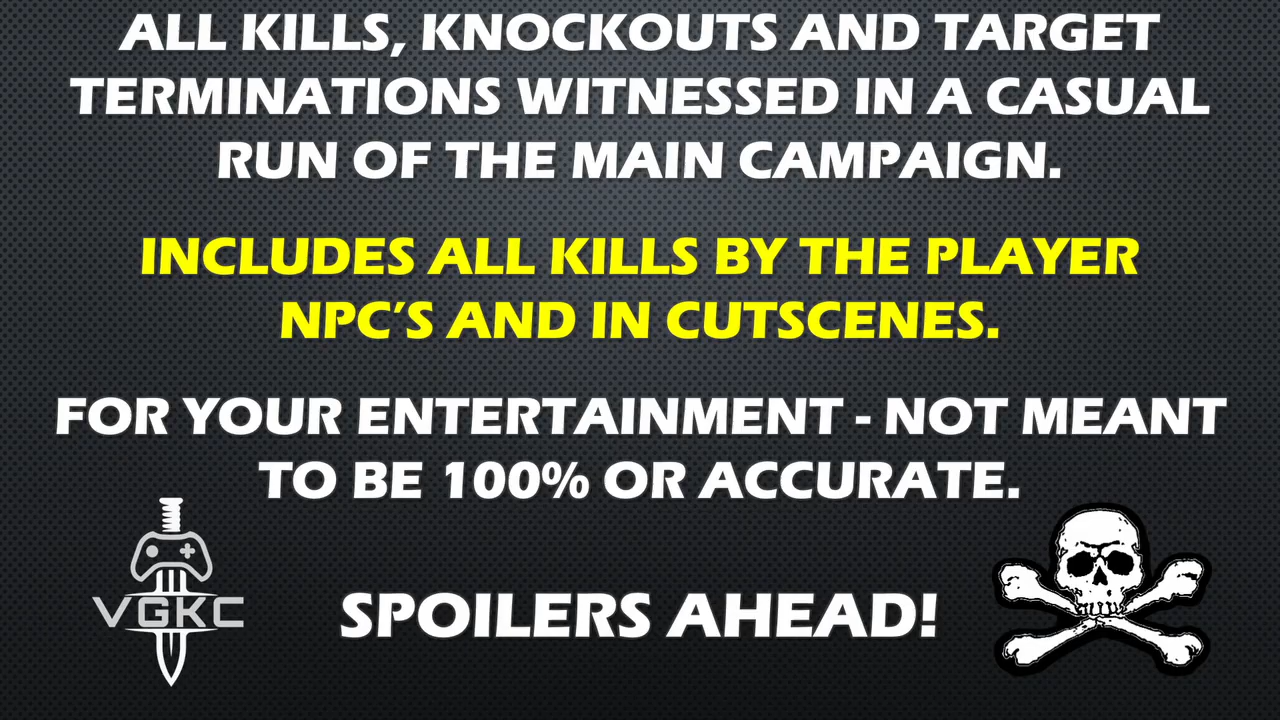 ALL KILLS, KNOCKOUTS AND TARGET
TERMINATIONS WITNESSED IN A CASUAL
RUN OF THE MAIN CAMPAIGN.
INCLUDES ALL KILLS BY THE PLAYER
NPC'S AND IN CUTSCENES.
FOR YOUR ENTERTAINMENT - NOT MEANT
TO BE 100% OR ACCURATE.
VGKC
SPOILERS AHEAD!